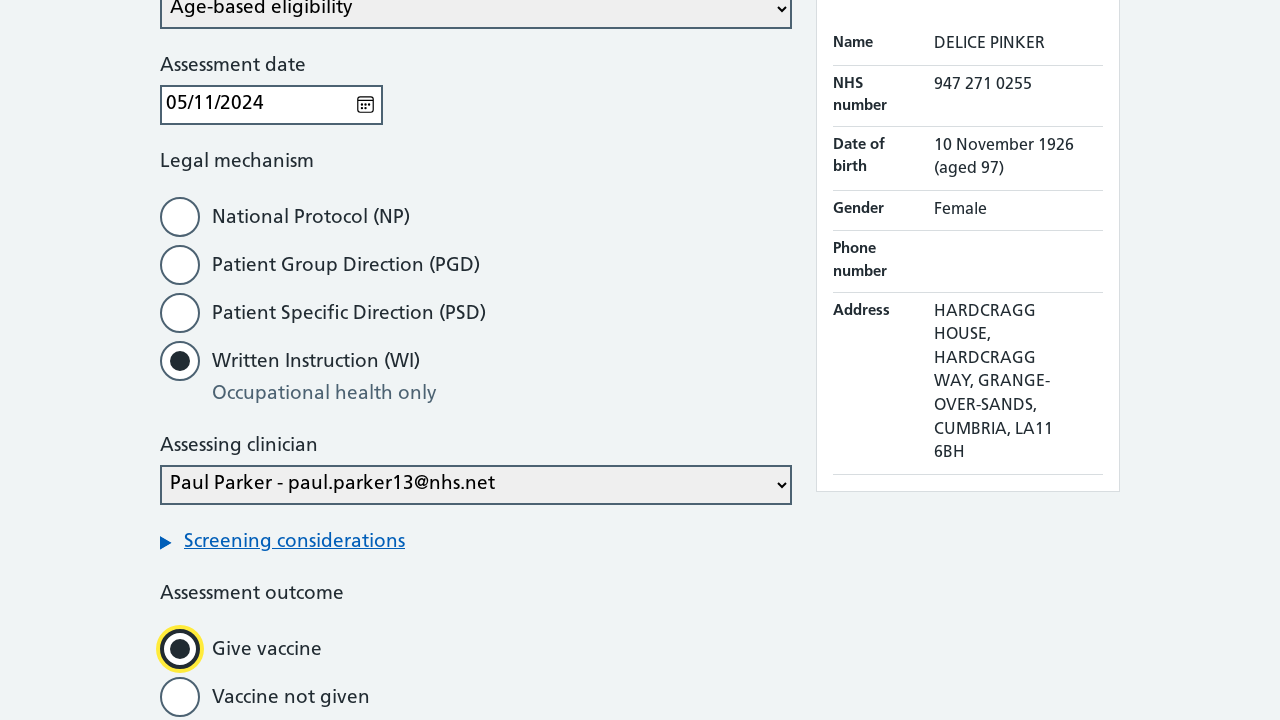 Age-based eligibility
Assessment date
05/11/2024
Legal mechanism
National Protocol (NP)
Patient Group Direction (PGD)
Patient Specific Direction (PSD)
Written Instruction (WI)
Occupational health only
Assessing clinician
Paul Parker - paul.parker13@nhs.net
Screening considerations
Assessment outcome
Give vaccine
Vaccine not given
Name DELICE PINKER
NHS number 947 271 0255
Date of birth 10 November 1926 (aged 97)
Gender Female
Phone number
Address HARDCRAGG
HOUSE,
HARDCRAGG
WAY, GRANGE-
OVER-SANDS,
CUMBRIA, LA11
6BH